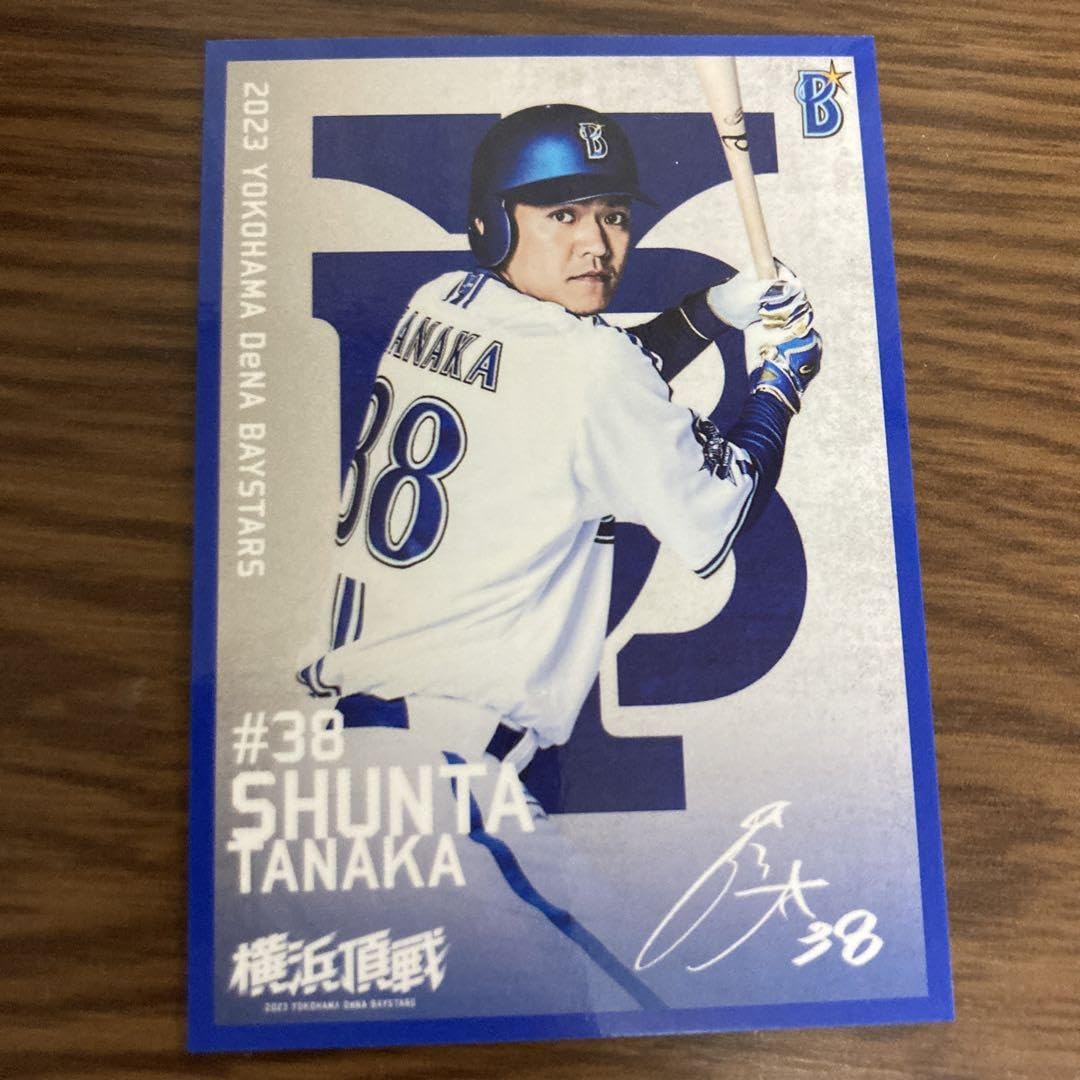 2023 YOKOHAMA DeNA BAYSTARS
B
B
TANAKA
38
#38
SHUNTA
TANAKA
横浜頂戦
2023 YOKOHAMA DeNA BAYSTARS
38